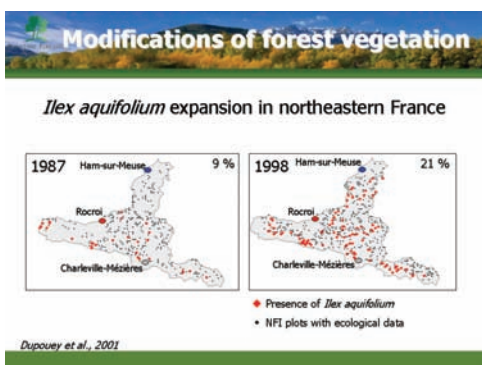 Modifications of forest vegetation
Ilex aquifolium expansion in northeastern France
1987 Ham-sur-Meuse 9 %
Rocroi
Charleville-Mézières
1998 Ham-sur-Meuse 21 %
Rocroi
Charleville-Mézières
Presence of Ilex aquifolium
NFI plots with ecological data
Dupouey et al., 2001